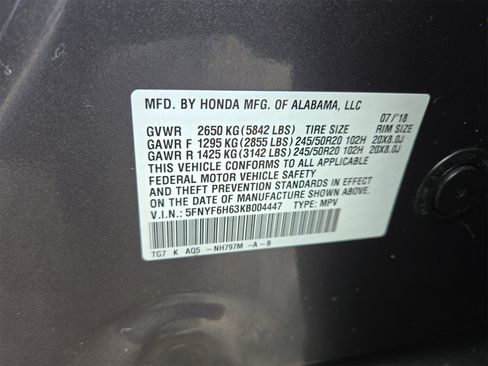 MFD. BY HONDA MFG. OF ALABAMA, LLC
07/'18
GVWR 2650 KG(5842 LBS) TIRE SIZE RIM SIZE
GAWR F 1295 KG(2855 LBS)245/50R20 102H 20X8.0J
GAWR R 1425 KG(3142 LBS)245/50R20 102H 20X8.0J
THIS VEHICLE CONFORMS TO ALL APPLICABLE
FEDERAL MOTOR VEHICLE SAFETY
AND THEFT PREVENTION STANDARDS IN EFFECT
ON THE DATE OF MANUFACTURE SHOWN ABOVE.
V.I.N.: 5FNYF6H63KB004447 TYPE: MPV
TG7 K A05 -NH797M -A-B